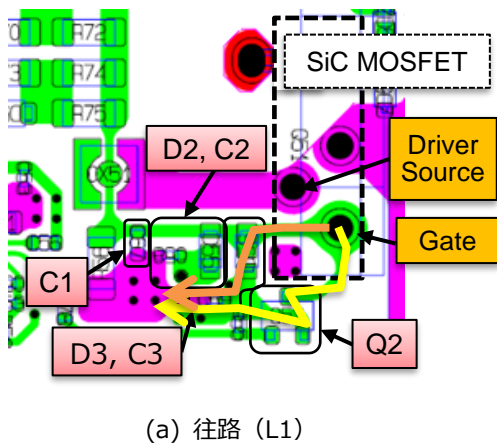 R72
R74
R75
SiC MOSFET
D2, C2
Driver
Source
Gate
C1
D3, C3
Q2
(a) 往路（L1）